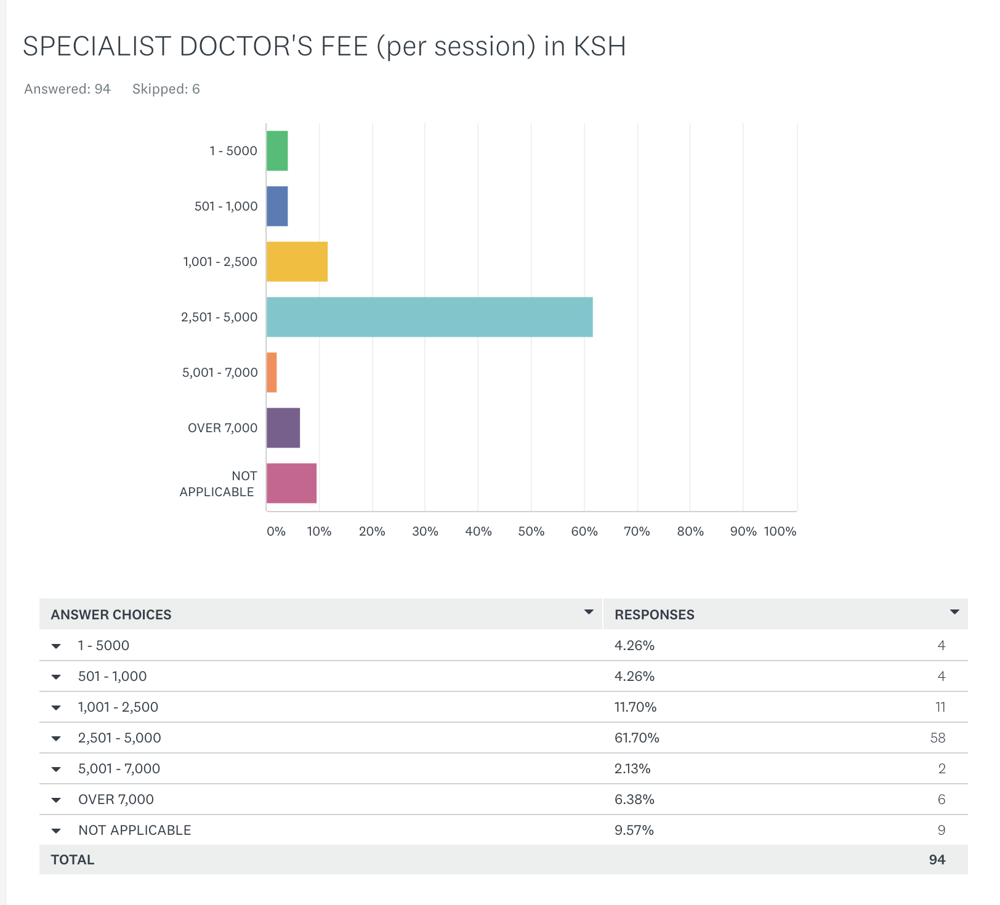 SPECIALIST DOCTOR'S FEE (per session) in KSH
Answered: 94 Skipped: 6
1 - 5000
501 - 1,000
1,001 - 2,500
2,501 - 5,000
5,001 - 7,000
OVER 7,000
NOT
APPLICABLE
0% 10% 20% 30% 40% 50% 60% 70% 80% 90% 100%
ANSWER CHOICES RESPONSES
1 - 5000 4.26% 4
501 - 1,000 4.26% 4
1,001 - 2,500 11.70% 11
2,501 - 5,000 61.70% 58
5,001 - 7,000 2.13% 2
OVER 7,000 6.38% 6
NOT APPLICABLE 9.57% 9
TOTAL 94